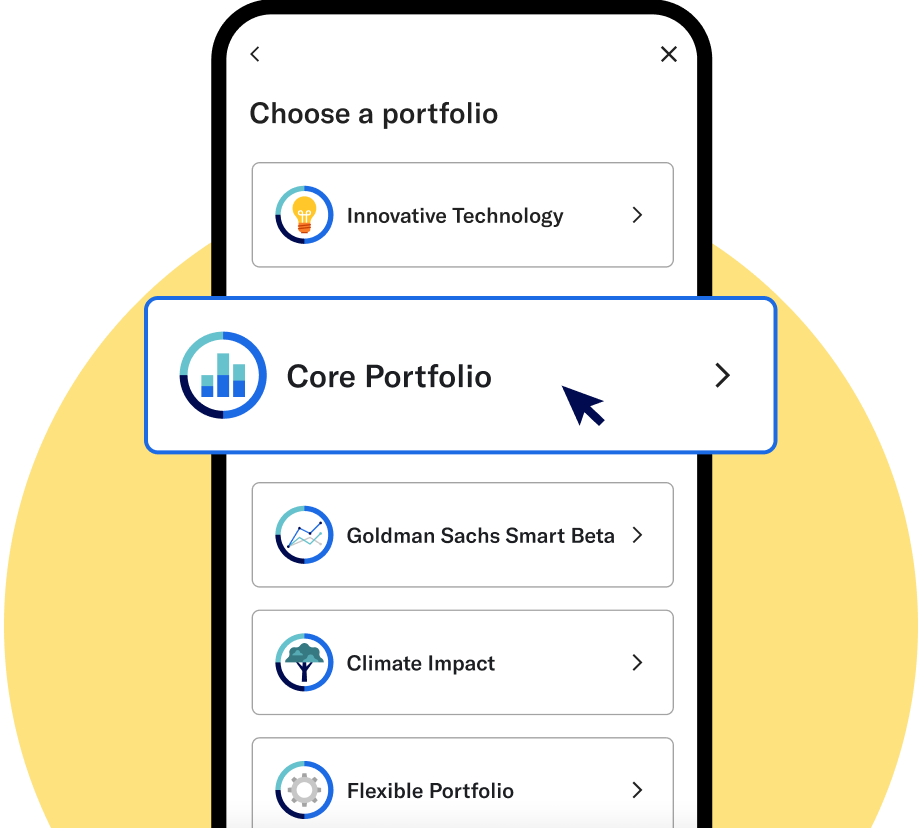 Choose a portfolio
Innovative Technology
Core Portfolio
Goldman Sachs Smart Beta
Climate Impact
Flexible Portfolio